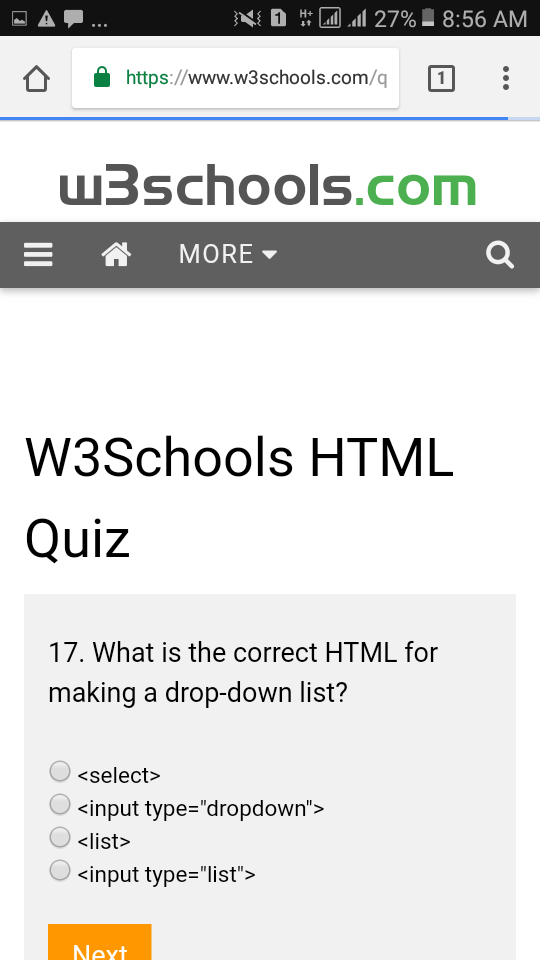 ... 1 H+ 27% 8:56 AM
https://www.w3schools.com/q
1
w3schools.com
MORE
W3Schools HTML
Quiz
17. What is the correct HTML for
making a drop-down list?
<select>
<input type="dropdown">
<list>
<input type="list">
Next